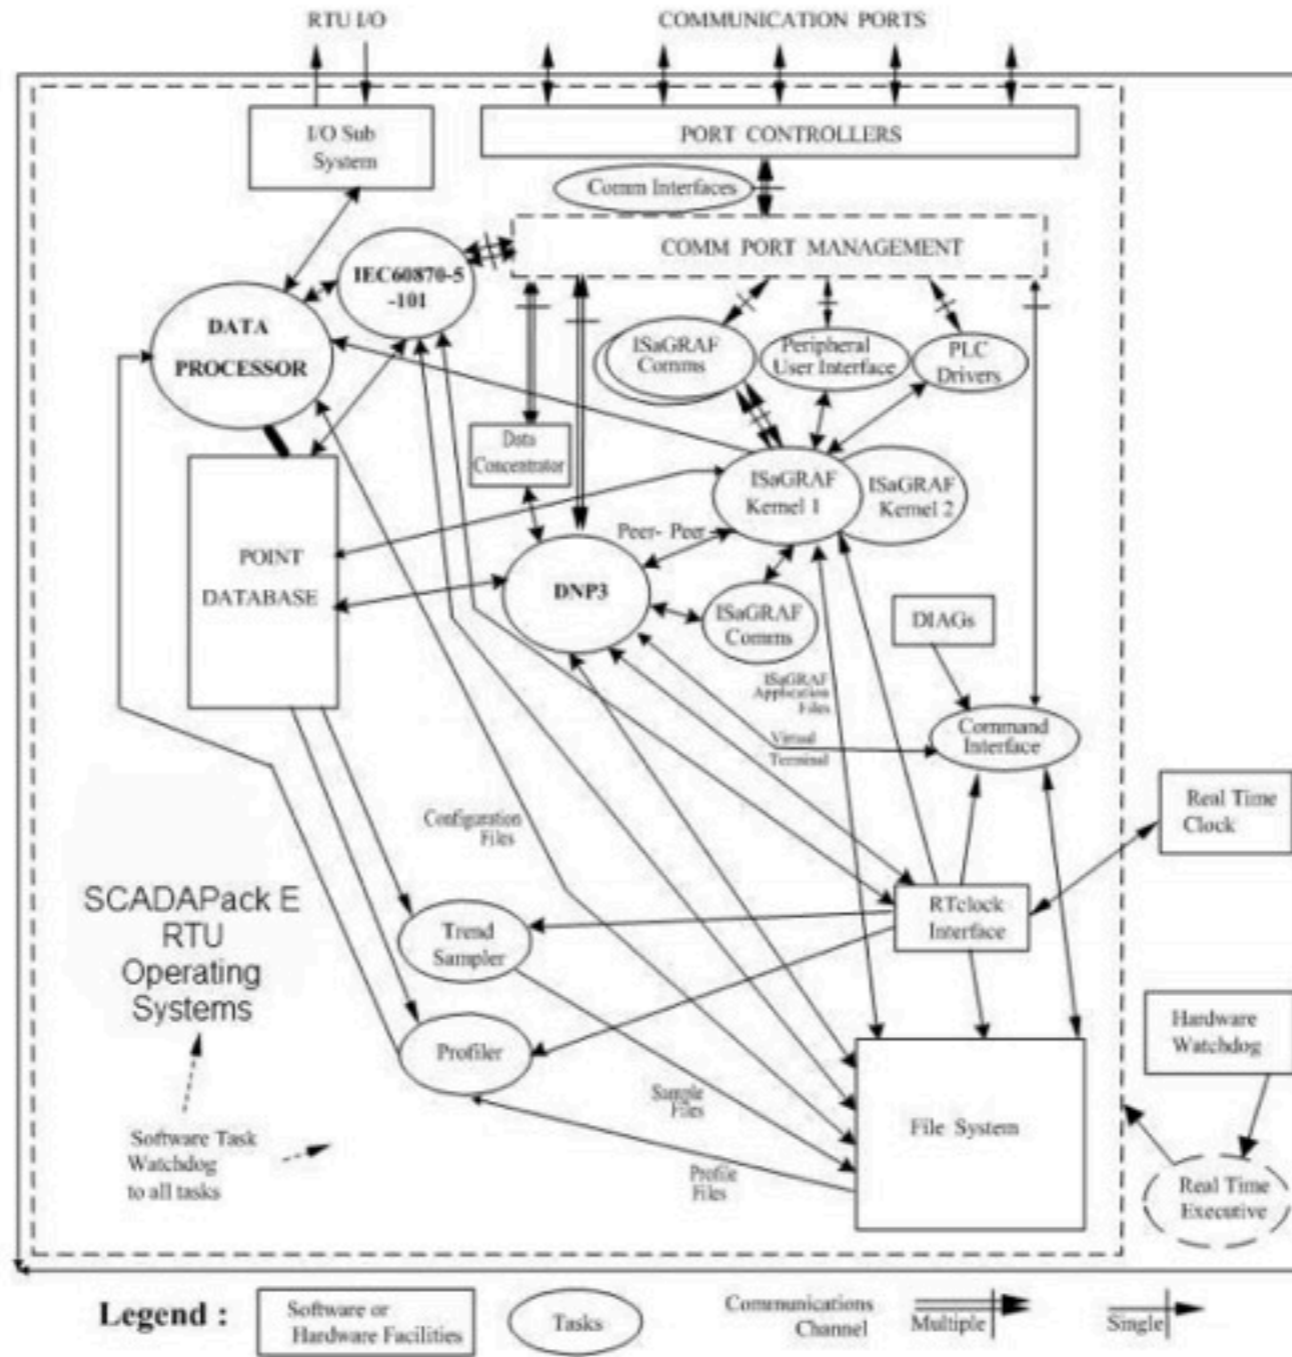 RTU I/O
COMMUNICATION PORTS
I/O Sub
System
PORT CONTROLLERS
Comm Interfaces
COMM PORT MANAGEMENT
IEC60870-5
-101
DATA
PROCESSOR
ISaGRAF
Comms
Peripheral
User Interface
PLC
Drivers
Data
Concentrator
ISaGRAF
Kernel 1
ISaGRAF
Kernel 2
Peer- Peer
POINT
DATABASE
DNP3
ISaGRAF
Comms
DIAGs
ISaGRAF
Application
Files
Virtual
Terminal
Command
Interface
Real Time
Clock
Configuration
Files
SCADAPack E
RTU
Operating
Systems
Trend
Sampler
RTclock
Interface
Hardware
Watchdog
Profiler
Sample
Files
File System
Software Task
Watchdog
to all tasks
Profile
Files
Real Time
Executive
Legend :
Software or
Hardware Facilities
Tasks
Communications
Channel
Multiple
Single